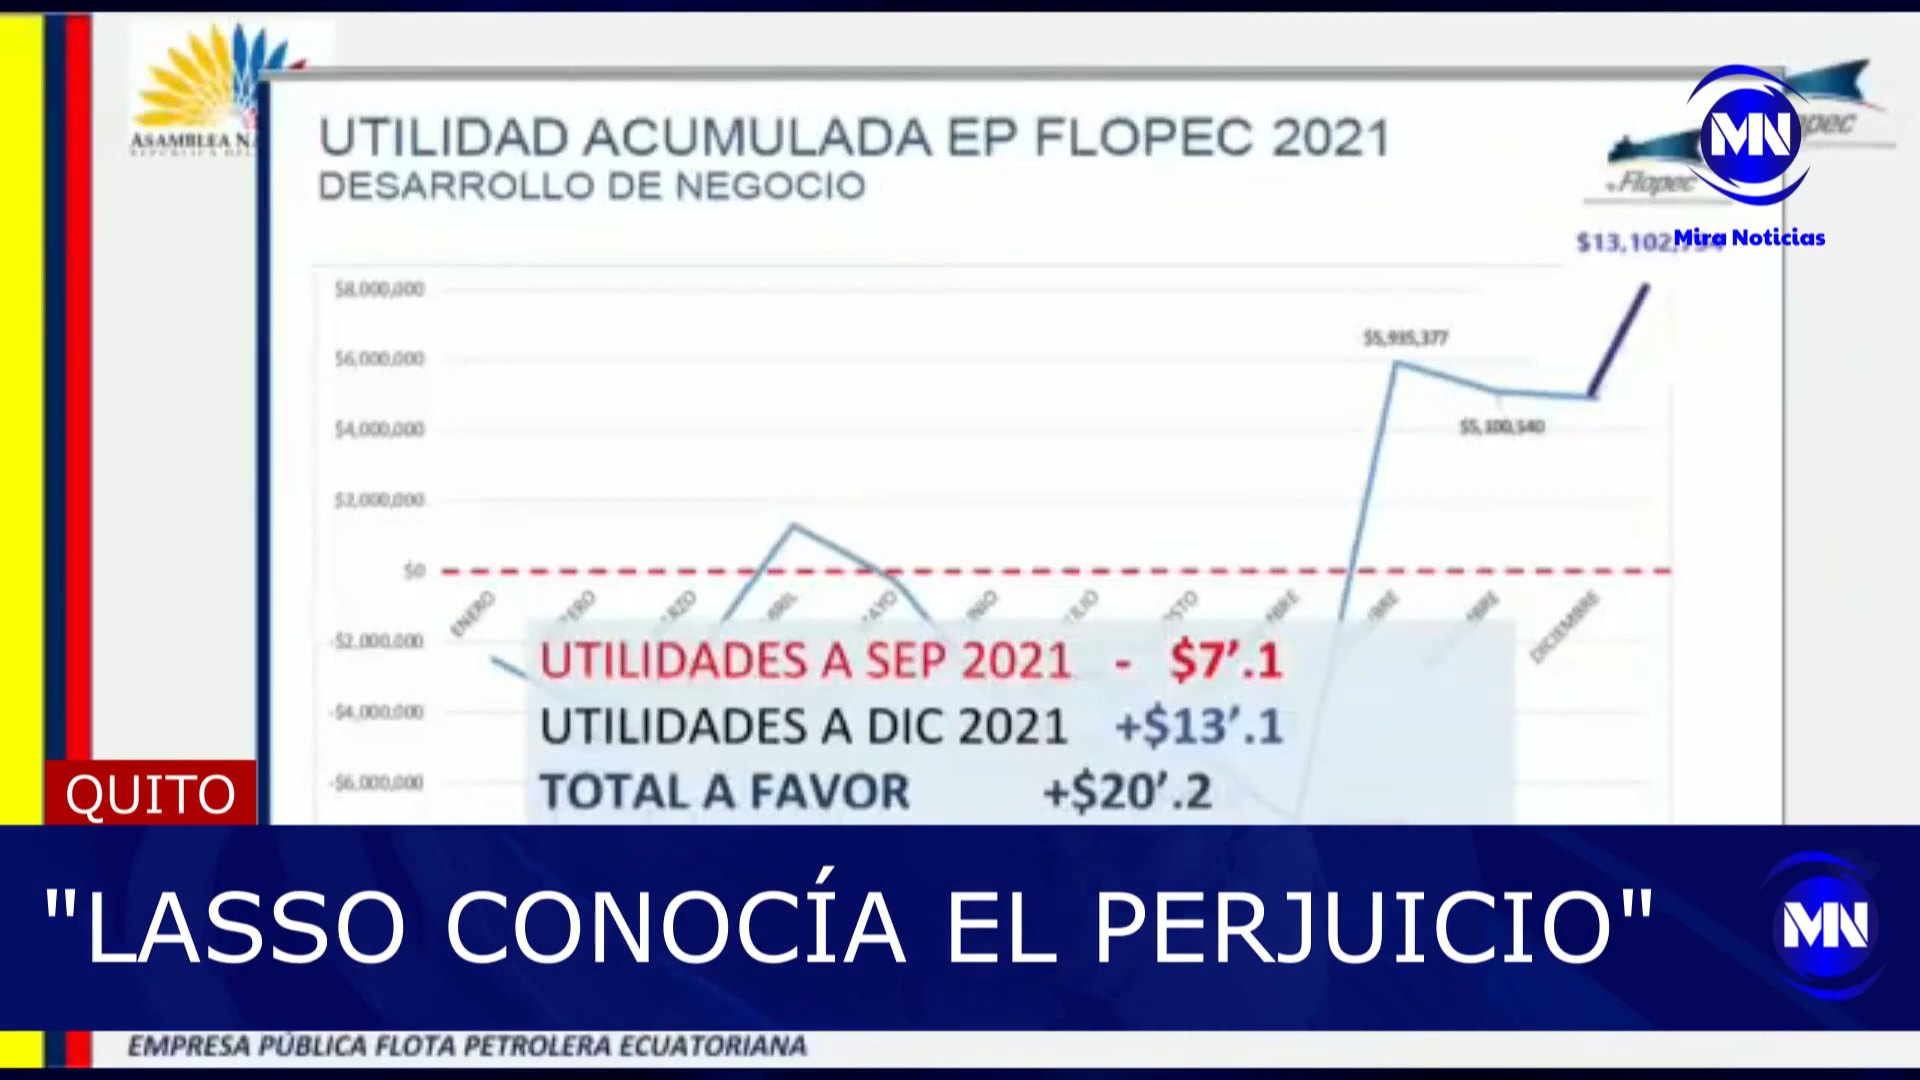 ASAMBLEA
UTILIDAD ACUMULADA EP FLOPEC 2021
DESARROLLO DE NEGOCIO
Flopec
MN
Mira Noticias
$8,000,000
$6,000,000
$4,000,000
$2,000,000
$0
-$2,000,000
-$4,000,000
-$6,000,000
$5,935,377
$5,100,540
ENERO
DICIEMBRE
UTILIDADES A SEP 2021 - $7’.1
UTILIDADES A DIC 2021 +$13’.1
TOTAL A FAVOR +$20’.2
QUITO
"LASSO CONOCÍA EL PERJUICIO"
MN
EMPRESA PÚBLICA FLOTA PETROLERA ECUATORIANA